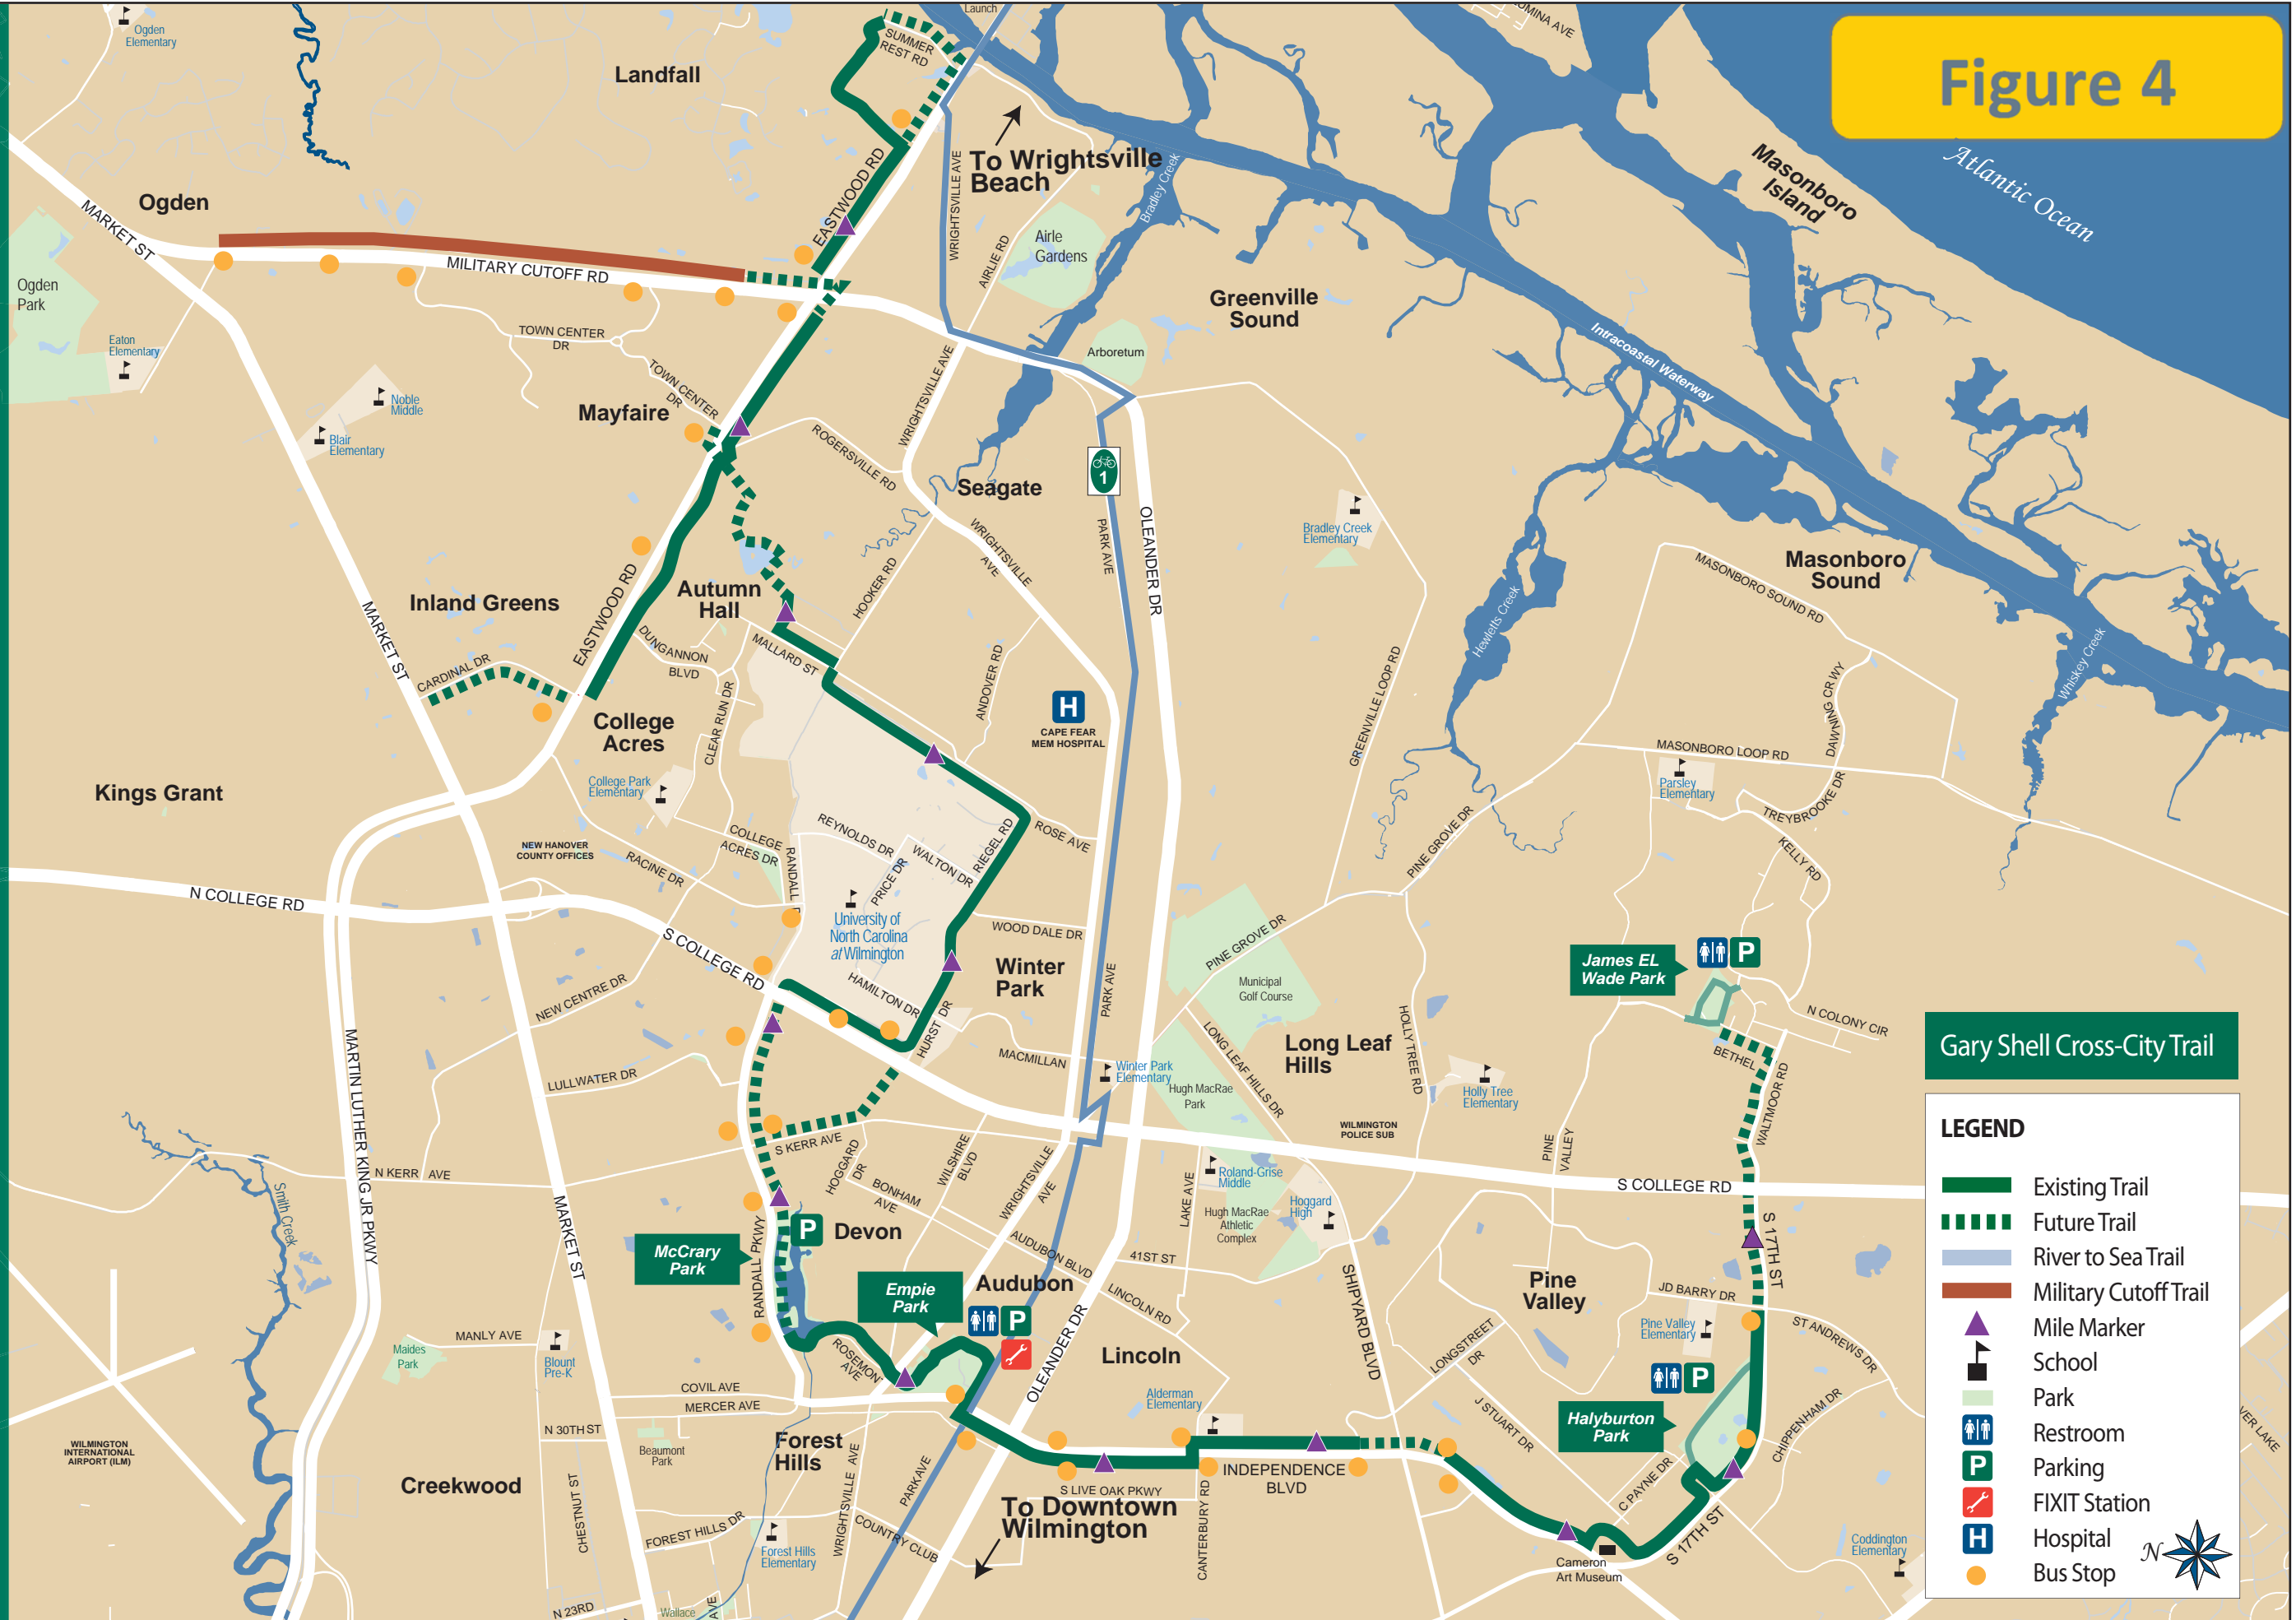 Launch
LUMINA AVE
Ogden
Elementary
SUMMER
REST RD
Landfall
Figure 4
To Wrightsville
Beach
EASTWOOD RD
WRIGHTSVILLE AVE
Bradley Creek
Masonboro
Island
Atlantic Ocean
Ogden
MARKET ST
MILITARY CUTOFF RD
AIRLIE RD
Airle
Gardens
Ogden
Park
Greenville
Sound
Eaton
Elementary
TOWN CENTER
DR
Arboretum
Intracoastal Waterway
TOWN CENTER
DR
Mayfaire
Noble
Middle
Blair
Elementary
ROGERSVILLE RD
WRIGHTSVILLE AVE
1
Seagate
PARK AVE
OLEANDER DR
Bradley Creek
Elementary
WRIGHTSVILLE
AVE
Masonboro
Sound
MASONBORO SOUND RD
Inland Greens
MARKET ST
EASTWOOD RD
Autumn
Hall
HOOKER RD
Hewletts Creek
Whiskey Creek
DUNGANNON
BLVD
MALLARD ST
CARDINAL DR
ANDOVER RD
GREENVILLE LOOP RD
DAWNING CR WY
H
CAPE FEAR
MEM HOSPITAL
College
Acres
CLEAR RUN DR
MASONBORO LOOP RD
Parsley
Elementary
College Park
Elementary
Kings Grant
TREYBROOKE DR
PINE GROVE DR
REYNOLDS DR
WALTON DR
RIEGEL RD
ROSE AVE
NEW HANOVER
COUNTY OFFICES
COLLEGE
ACRES DR
RANDALL
PRICE DR
KELLY RD
RACINE DR
N COLLEGE RD
University of
North Carolina
at Wilmington
WOOD DALE DR
PINE GROVE DR
S COLLEGE RD
James EL
Wade Park
P
Winter
Park
HAMILTON DR
NEW CENTRE DR
Municipal
Golf Course
PARK AVE
HURST DR
N COLONY CIR
HOLLY TREE RD
LONG LEAF HILLS DR
Long Leaf
Hills
Gary Shell Cross-City Trail
MARTIN LUTHER KING JR PKWY
MACMILLAN
BETHEL
Winter Park
Elementary
LULLWATER DR
Hugh MacRae
Park
Holly Tree
Elementary
WALTMOOR RD
WILMINGTON
POLICE SUB
LEGEND
S KERR AVE
PINE
VALLEY
N KERR AVE
HOGGARD
DR
WILSHIRE
BLVD
WRIGHTSVILLE
AVE
Existing Trail
Future Trail
River to Sea Trail
Military Cutoff Trail
Mile Marker
School
Park
Restroom
P
Parking
FIXIT Station
H
Hospital
Bus Stop
N
Smith Creek
MARKET ST
BONHAM
AVE
Roland-Grise
Middle
LAKE AVE
Hoggard
High
S COLLEGE RD
Hugh MacRae
Athletic
Complex
P
Devon
McCrary
Park
RANDALL PKWY
S 17TH ST
AUDUBON BLVD
41ST ST
Empie
Park
Audubon
P
SHIPYARD BLVD
Pine
Valley
JD BARRY DR
LINCOLN RD
MANLY AVE
Maides
Park
Blount
Pre-K
ROSEMONT
AVE
OLEANDER DR
Lincoln
LONGSTREET
DR
Pine Valley
Elementary
ST ANDREWS DR
P
COVIL AVE
MERCER AVE
Alderman
Elementary
J STUART DR
Halyburton
Park
CHIPPENHAM DR
N 30TH ST
WILMINGTON
INTERNATIONAL
AIRPORT (ILM)
Beaumont
Park
Forest
Hills
Creekwood
WRIGHTSVILLE AVE
PARK AVE
INDEPENDENCE
BLVD
S LIVE OAK PKWY
C PAYNE DR
To Downtown
Wilmington
CHESTNUT ST
FOREST HILLS DR
COUNTRY CLUB
CANTERBURY RD
S 17TH ST
Forest Hills
Elementary
Cameron
Art Museum
Coddington
Elementary
N 23RD
Wallace
AVE
VER LAKE